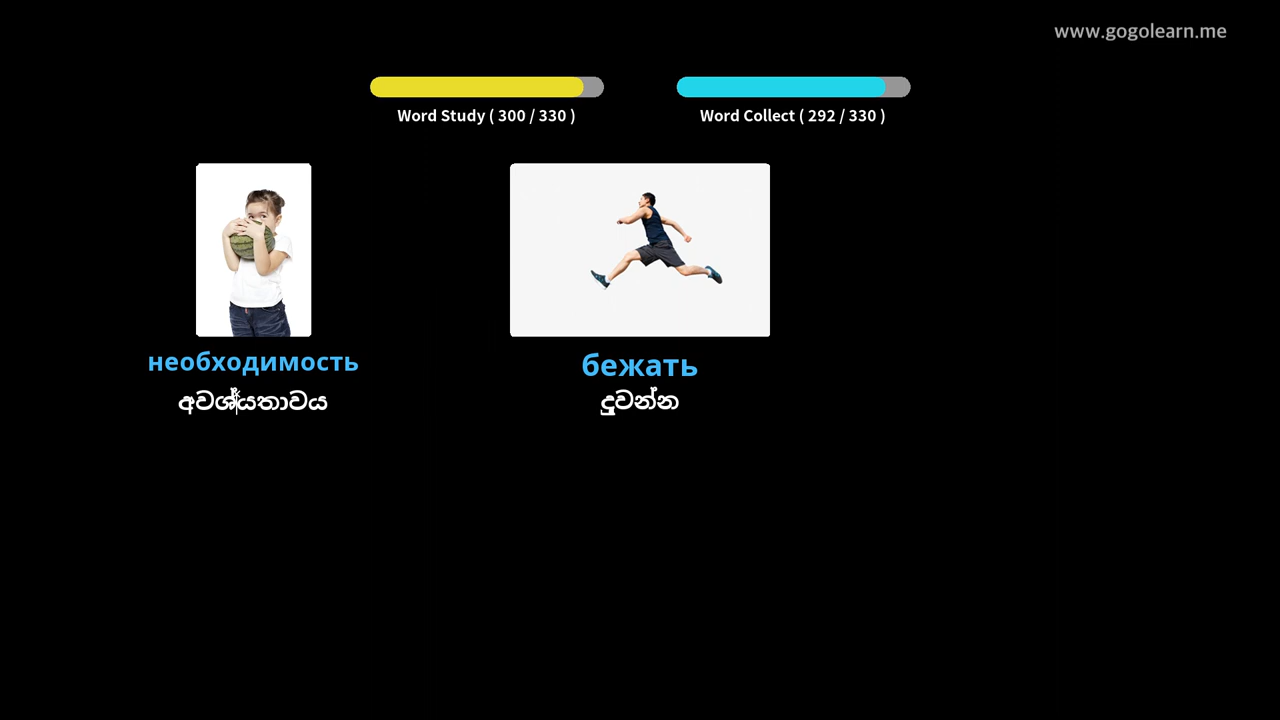 www.gogolearn.me
Word Study ( 300 / 330 )
Word Collect ( 292 / 330 )
необходимость
අවශ්‍යතාවය
бежать
දුවන්න